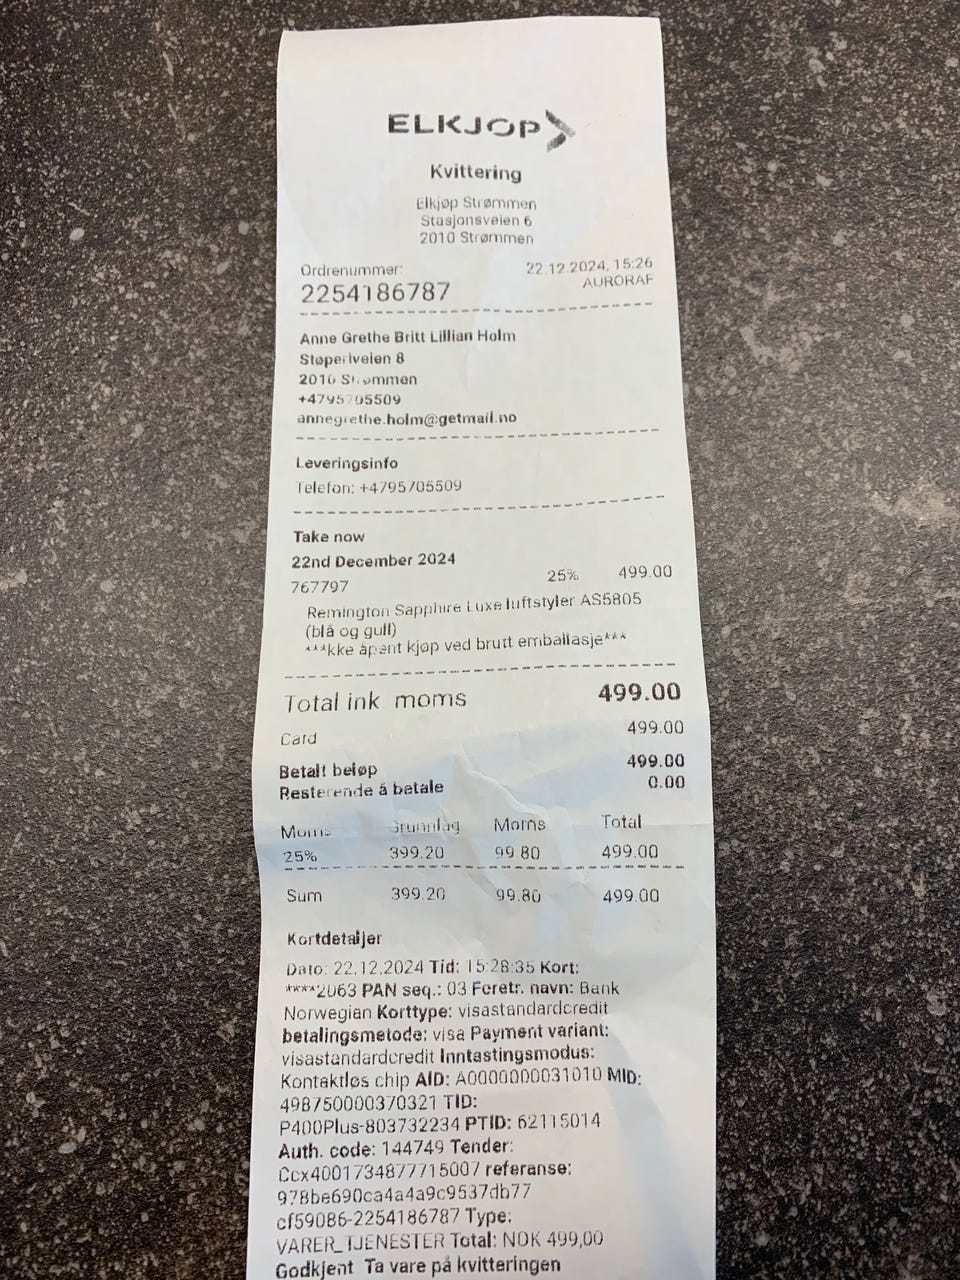 ELKJØP
Kvittering
Elkjøp Strømmen
Stasjonsveien 6
2010 Strømmen
Ordrenummer: 22.12.2024, 15:26
2254186787 AURORAF
Anne Grethe Britt Lillian Holm
Støperiveien 8
2010 Strømmen
+4795705509
annegrethe.holm@getmail.no
Leveringsinfo
Telefon: +4795705509
Take now
22nd December 2024
767797 25% 499.00
Remington Sapphire Luxe luftstyler AS5805
(blå og gull)
***kke åpent kjøp ved brutt emballasje***
Total ink moms 499.00
Card 499.00
Betalt beløp 499.00
Resterende å betale 0.00
Moms Grunnlag Moms Total
25% 399.20 99.80 499.00
Sum 399.20 99.80 499.00
Kortdetaljer
Dato: 22.12.2024 Tid: 15:28:35 Kort:
****2063 PAN seq.: 03 Foretr. navn: Bank
Norwegian Korttype: visastandardcredit
betalingsmetode: visa Payment variant:
visastandardcredit Inntastingsmodus:
Kontaktløs chip AID: A0000000031010 MID:
498750000370321 TID:
P400Plus-803732234 PTID: 62115014
Auth. code: 144749 Tender:
Ccx4001734877715007 referanse:
978be690ca4a4a9c9537db77
cf59086-2254186787 Type:
VARER_TJENESTER Total: NOK 499,00
Godkjent Ta vare på kvitteringen